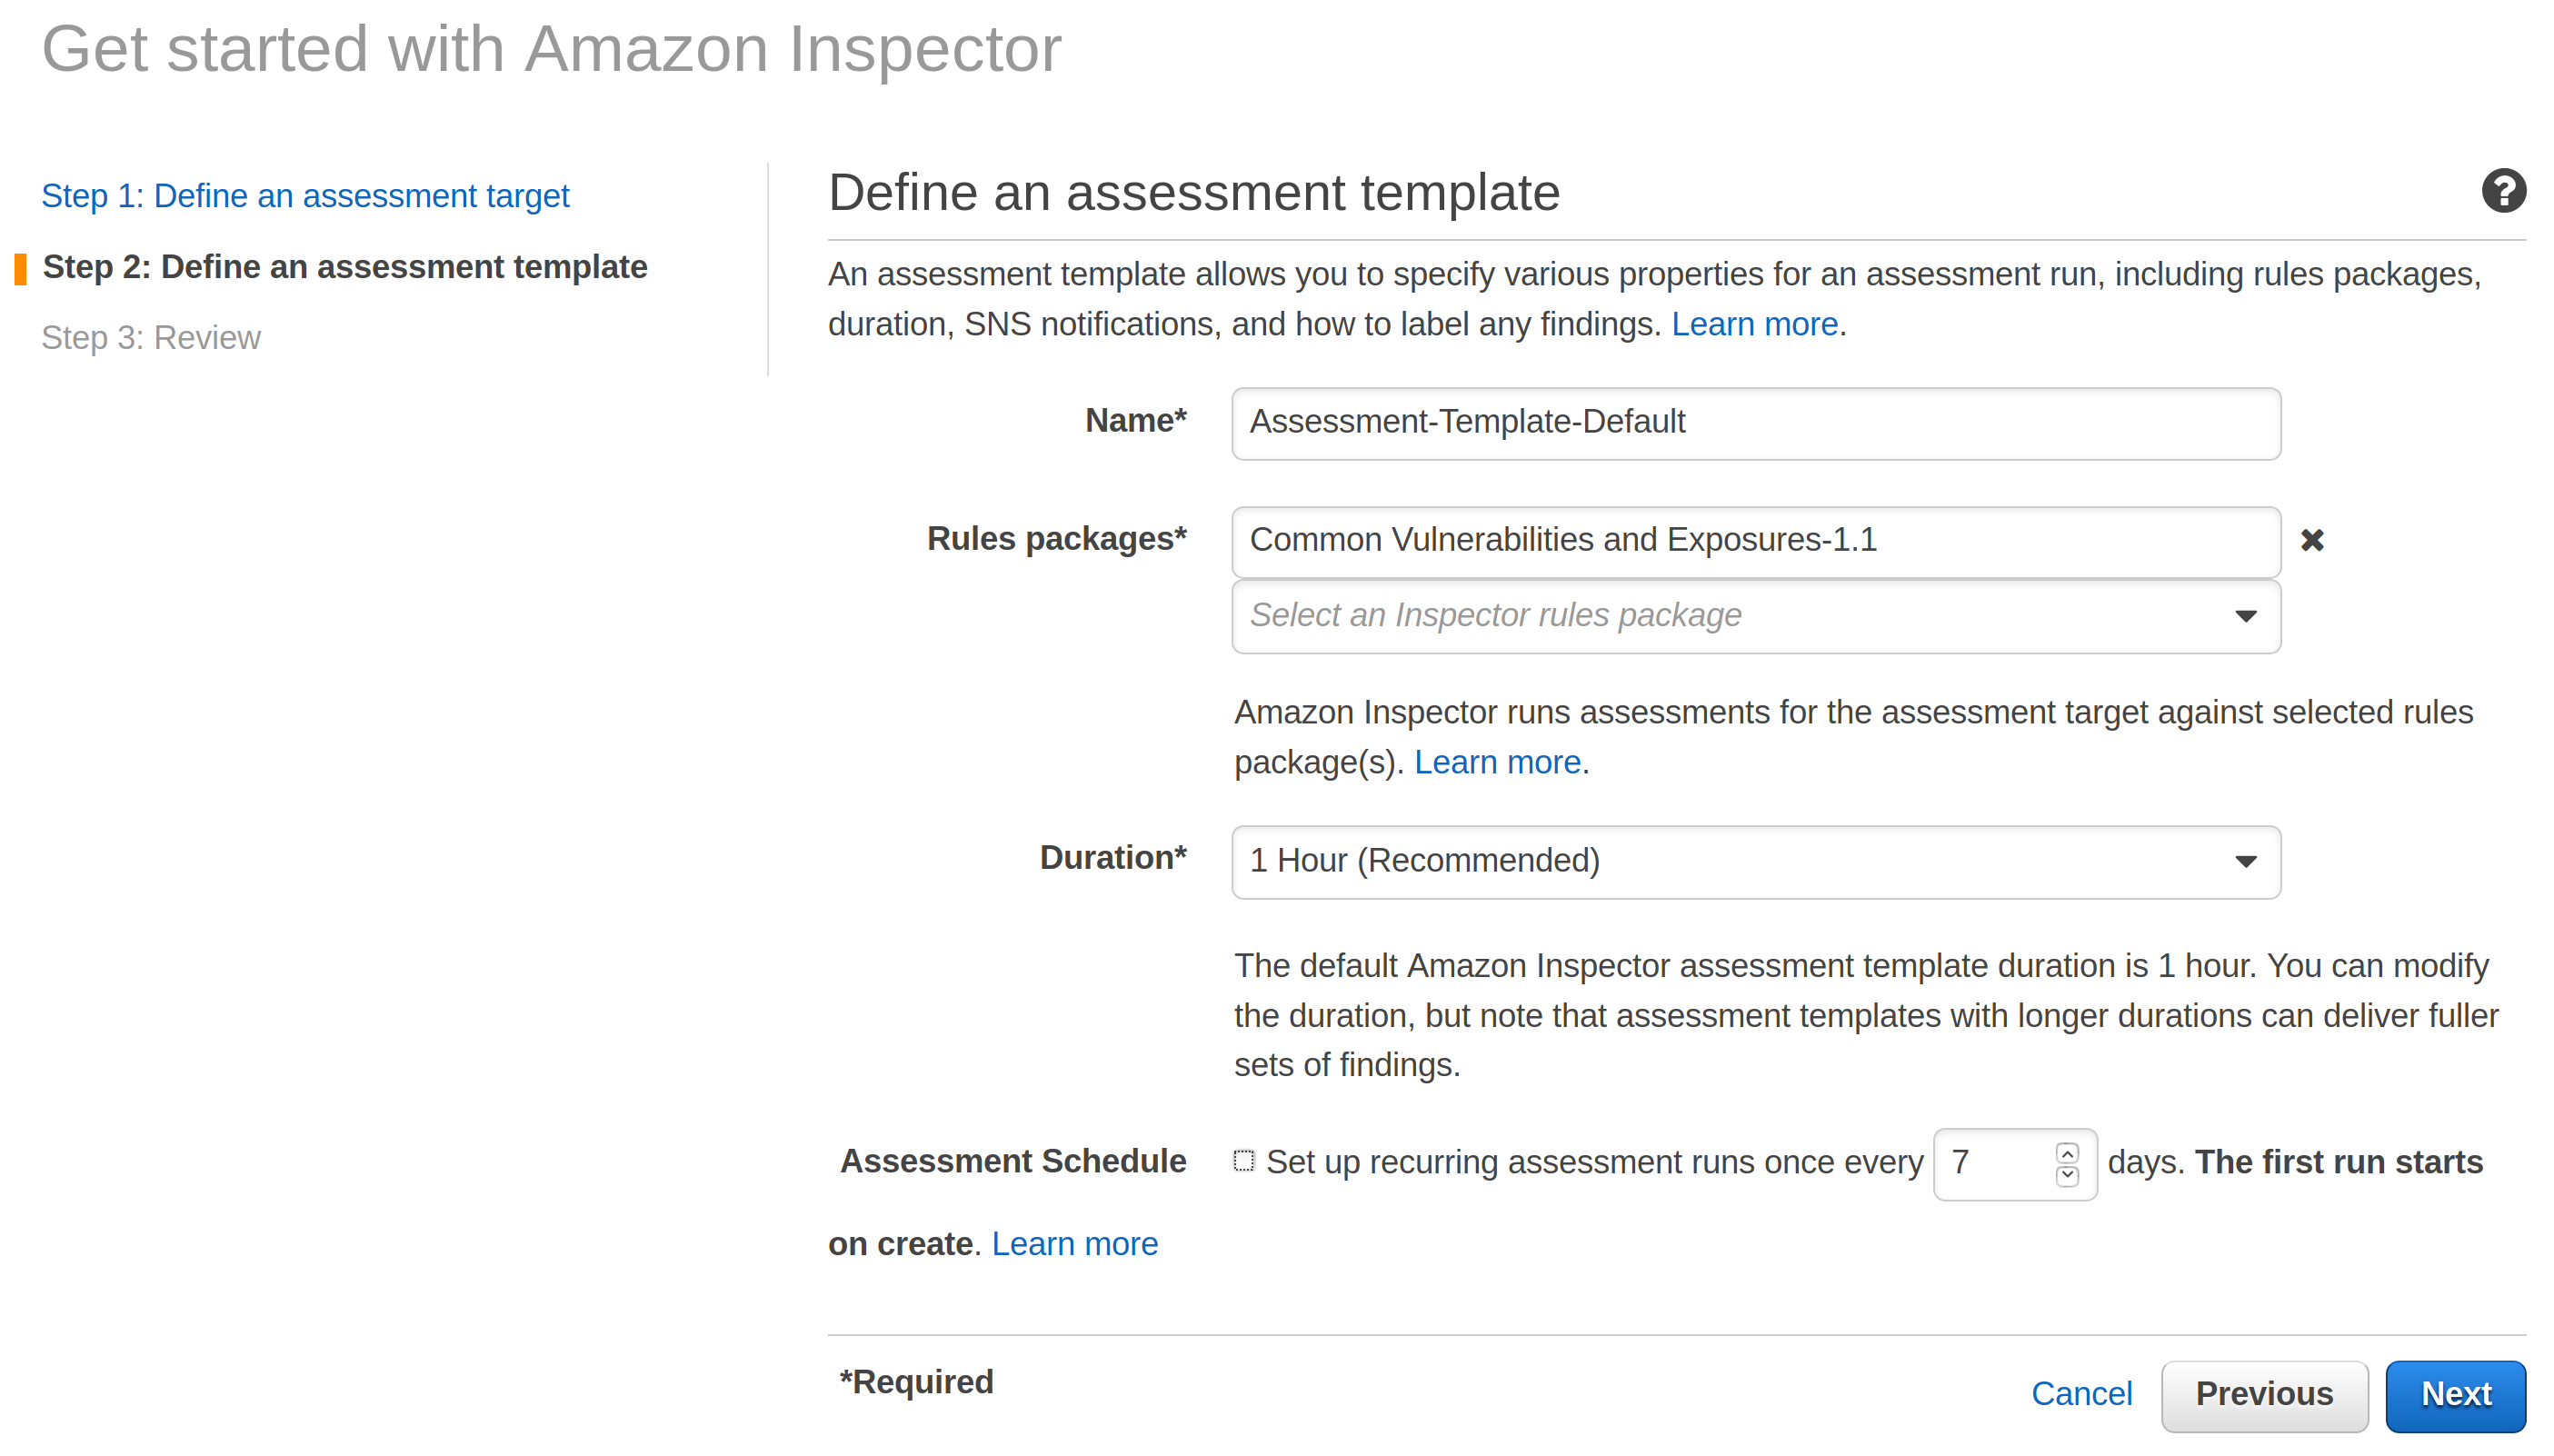 Get started with Amazon Inspector
Step 1: Define an assessment target
Step 2: Define an assessment template
Step 3: Review
Define an assessment template
An assessment template allows you to specify various properties for an assessment run, including rules packages,
duration, SNS notifications, and how to label any findings. Learn more.
Name* Assessment-Template-Default
Rules packages* Common Vulnerabilities and Exposures-1.1
Select an Inspector rules package
Amazon Inspector runs assessments for the assessment target against selected rules
package(s). Learn more.
Duration* 1 Hour (Recommended)
The default Amazon Inspector assessment template duration is 1 hour. You can modify
the duration, but note that assessment templates with longer durations can deliver fuller
sets of findings.
Assessment Schedule Set up recurring assessment runs once every 7 days. The first run starts
on create. Learn more
*Required
Cancel Previous Next